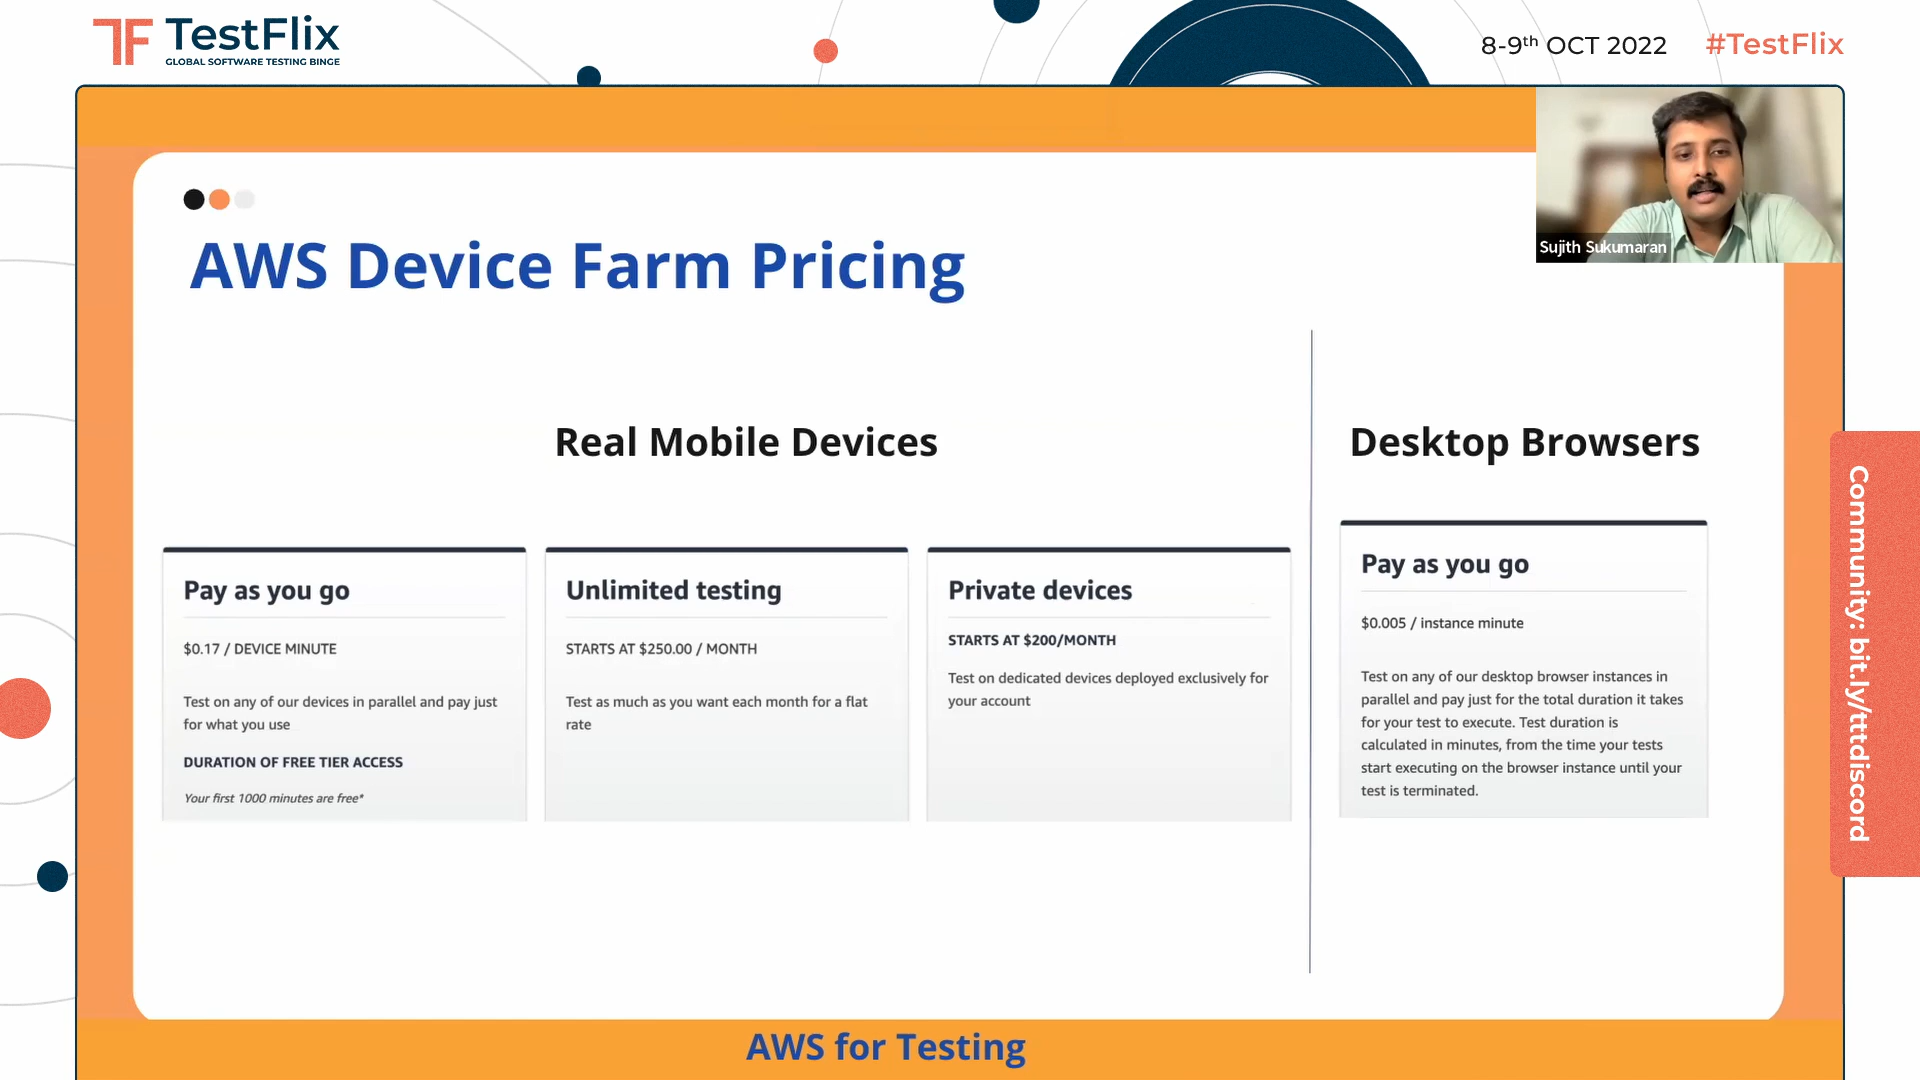 TF TestFlix
GLOBAL SOFTWARE TESTING BINGE
8-9th OCT 2022 #TestFlix
Sujith Sukumaran
AWS Device Farm Pricing
Real Mobile Devices
Pay as you go
$0.17 / DEVICE MINUTE
Test on any of our devices in parallel and pay just
for what you use
DURATION OF FREE TIER ACCESS
Your first 1000 minutes are free*
Unlimited testing
STARTS AT $250.00 / MONTH
Test as much as you want each month for a flat
rate
Private devices
STARTS AT $200/MONTH
Test on dedicated devices deployed exclusively for
your account
Desktop Browsers
Pay as you go
$0.005 / instance minute
Test on any of our desktop browser instances in
parallel and pay just for the total duration it takes
for your test to execute. Test duration is
calculated in minutes, from the time your tests
start executing on the browser instance until your
test is terminated.
Community: bit.ly/tttdiscord
AWS for Testing